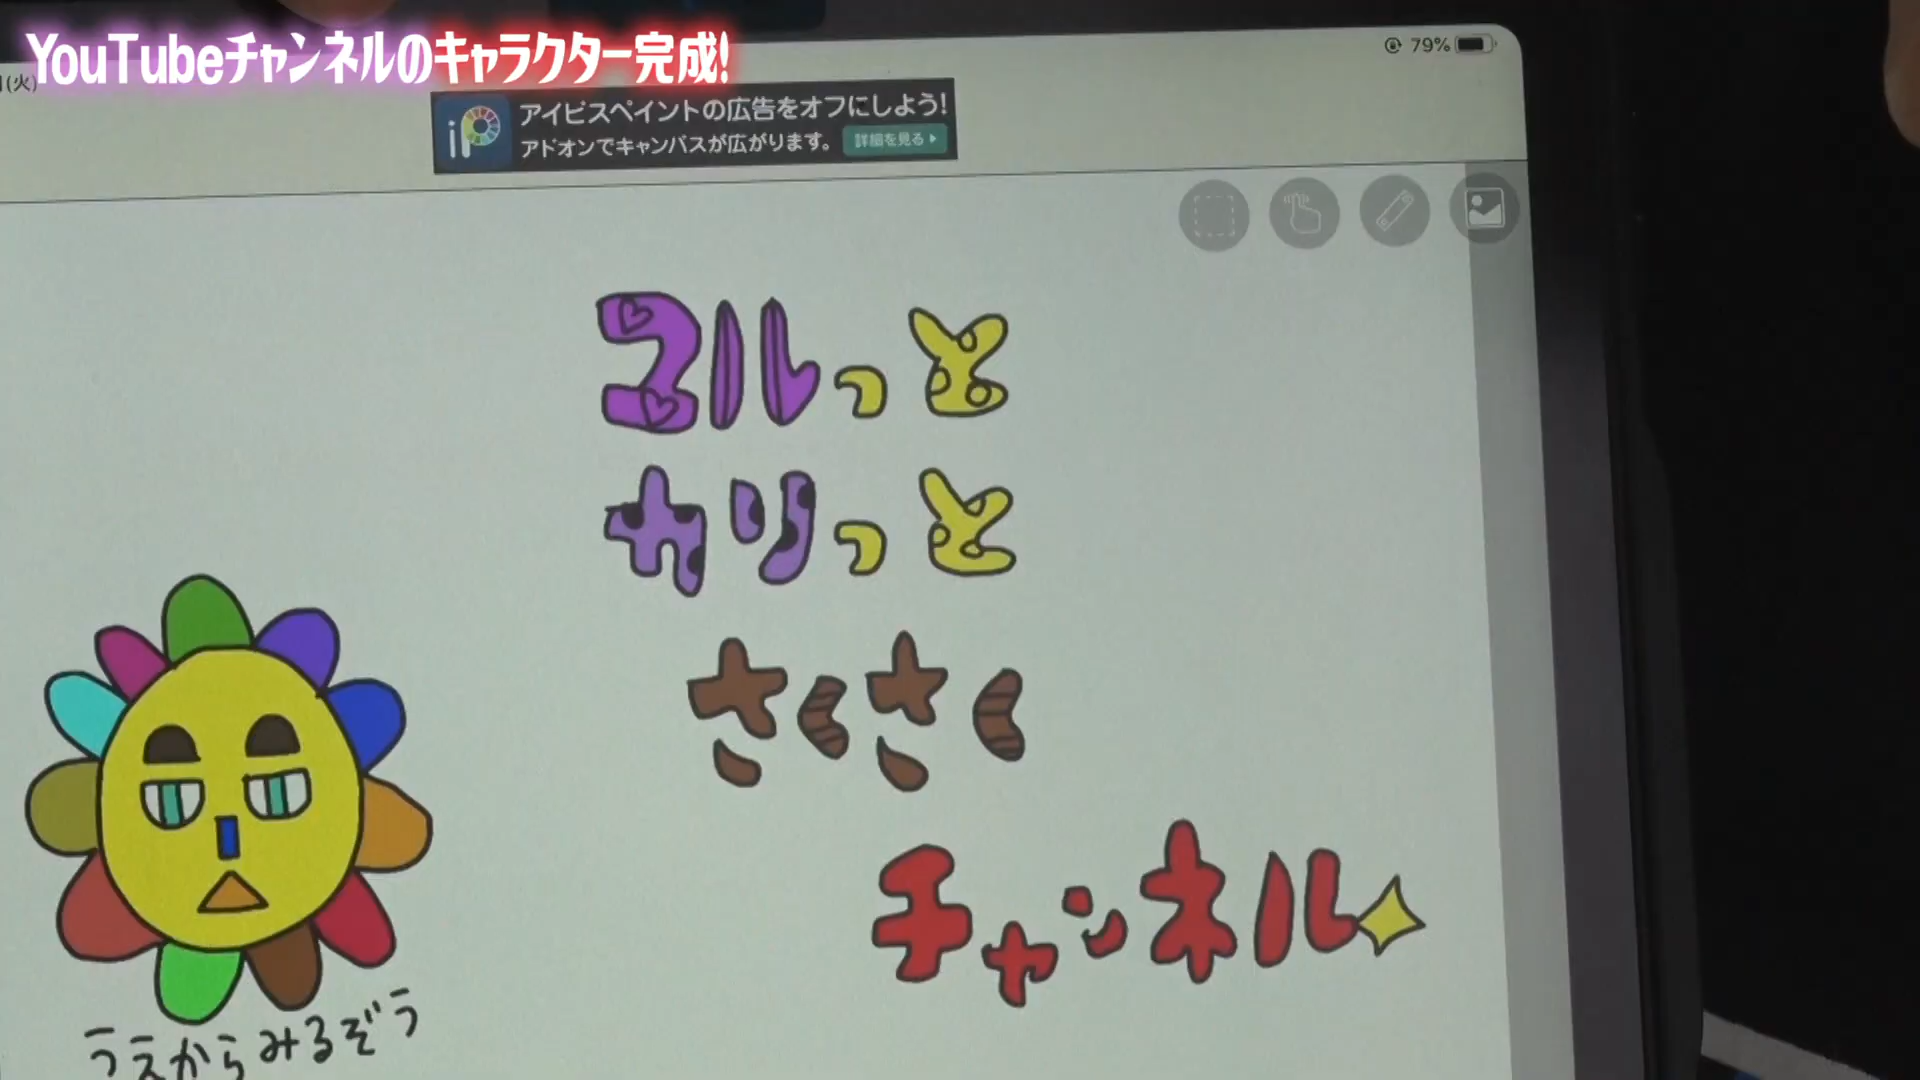 YouTubeチャンネルのキャラクター完成!
(火)
79%
iP
アイビスペイントの広告をオフにしよう!
アドオンでキャンバスが広がります。
詳細を見る
ユルっと
カリっと
さくさく
チャンネル
うえからみるぞう